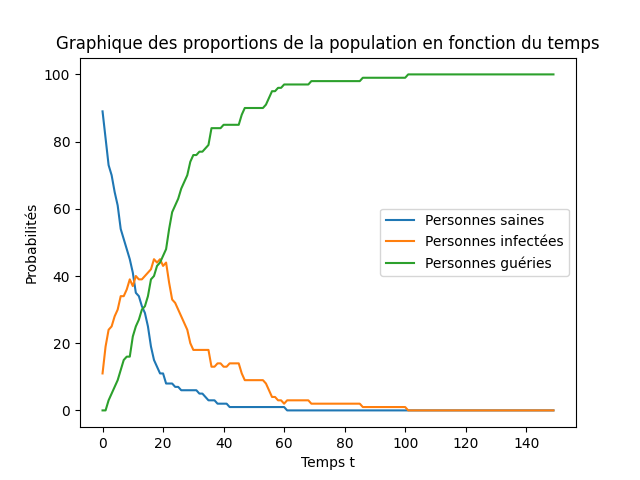 Graphique des proportions de la population en fonction du temps
100
80
60
40
20
0
Probabilités
Personnes saines
Personnes infectées
Personnes guéries
0 20 40 60 80 100 120 140
Temps t